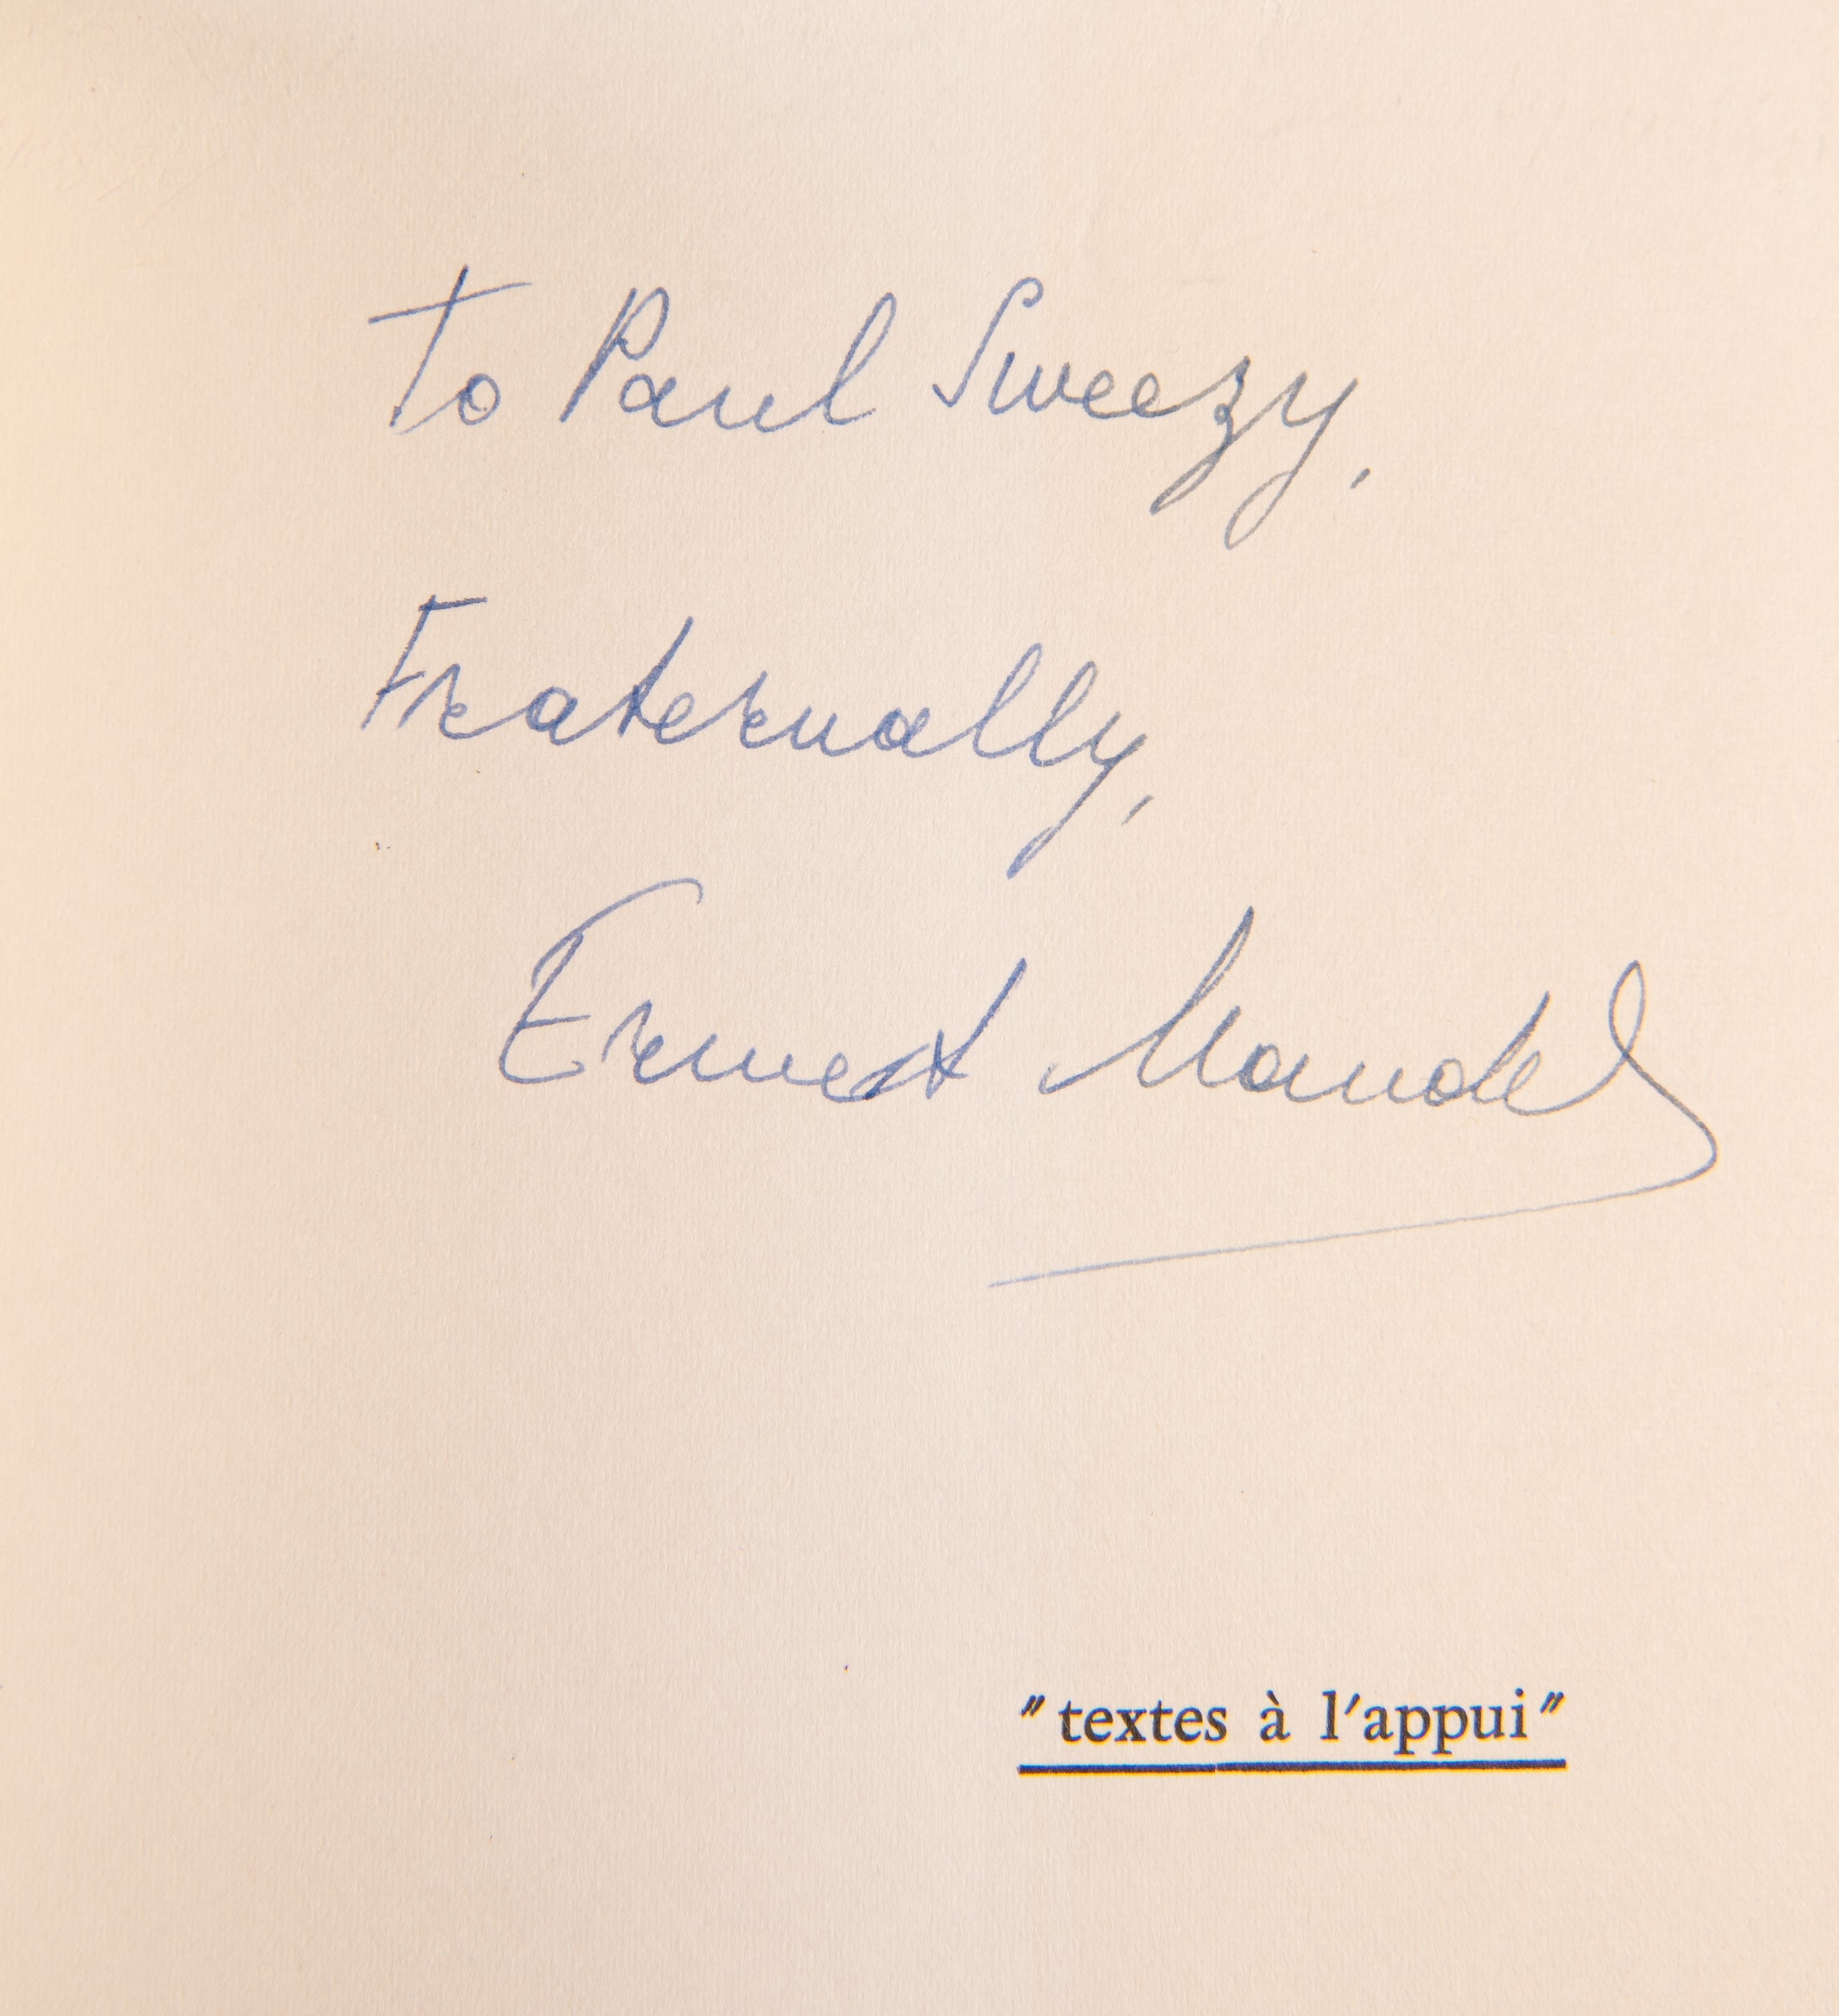 To Paul Sweezy,
Fraternally,
Ernest Mandel
"textes à l'appui"